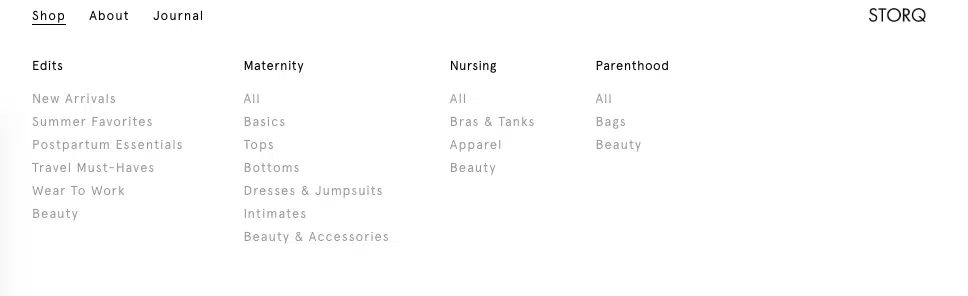 Shop About Journal STORQ
Edits
New Arrivals
Summer Favorites
Postpartum Essentials
Travel Must-Haves
Wear To Work
Beauty
Maternity
All
Basics
Tops
Bottoms
Dresses & Jumpsuits
Intimates
Beauty & Accessories
Nursing
All
Bras & Tanks
Apparel
Beauty
Parenthood
All
Bags
Beauty